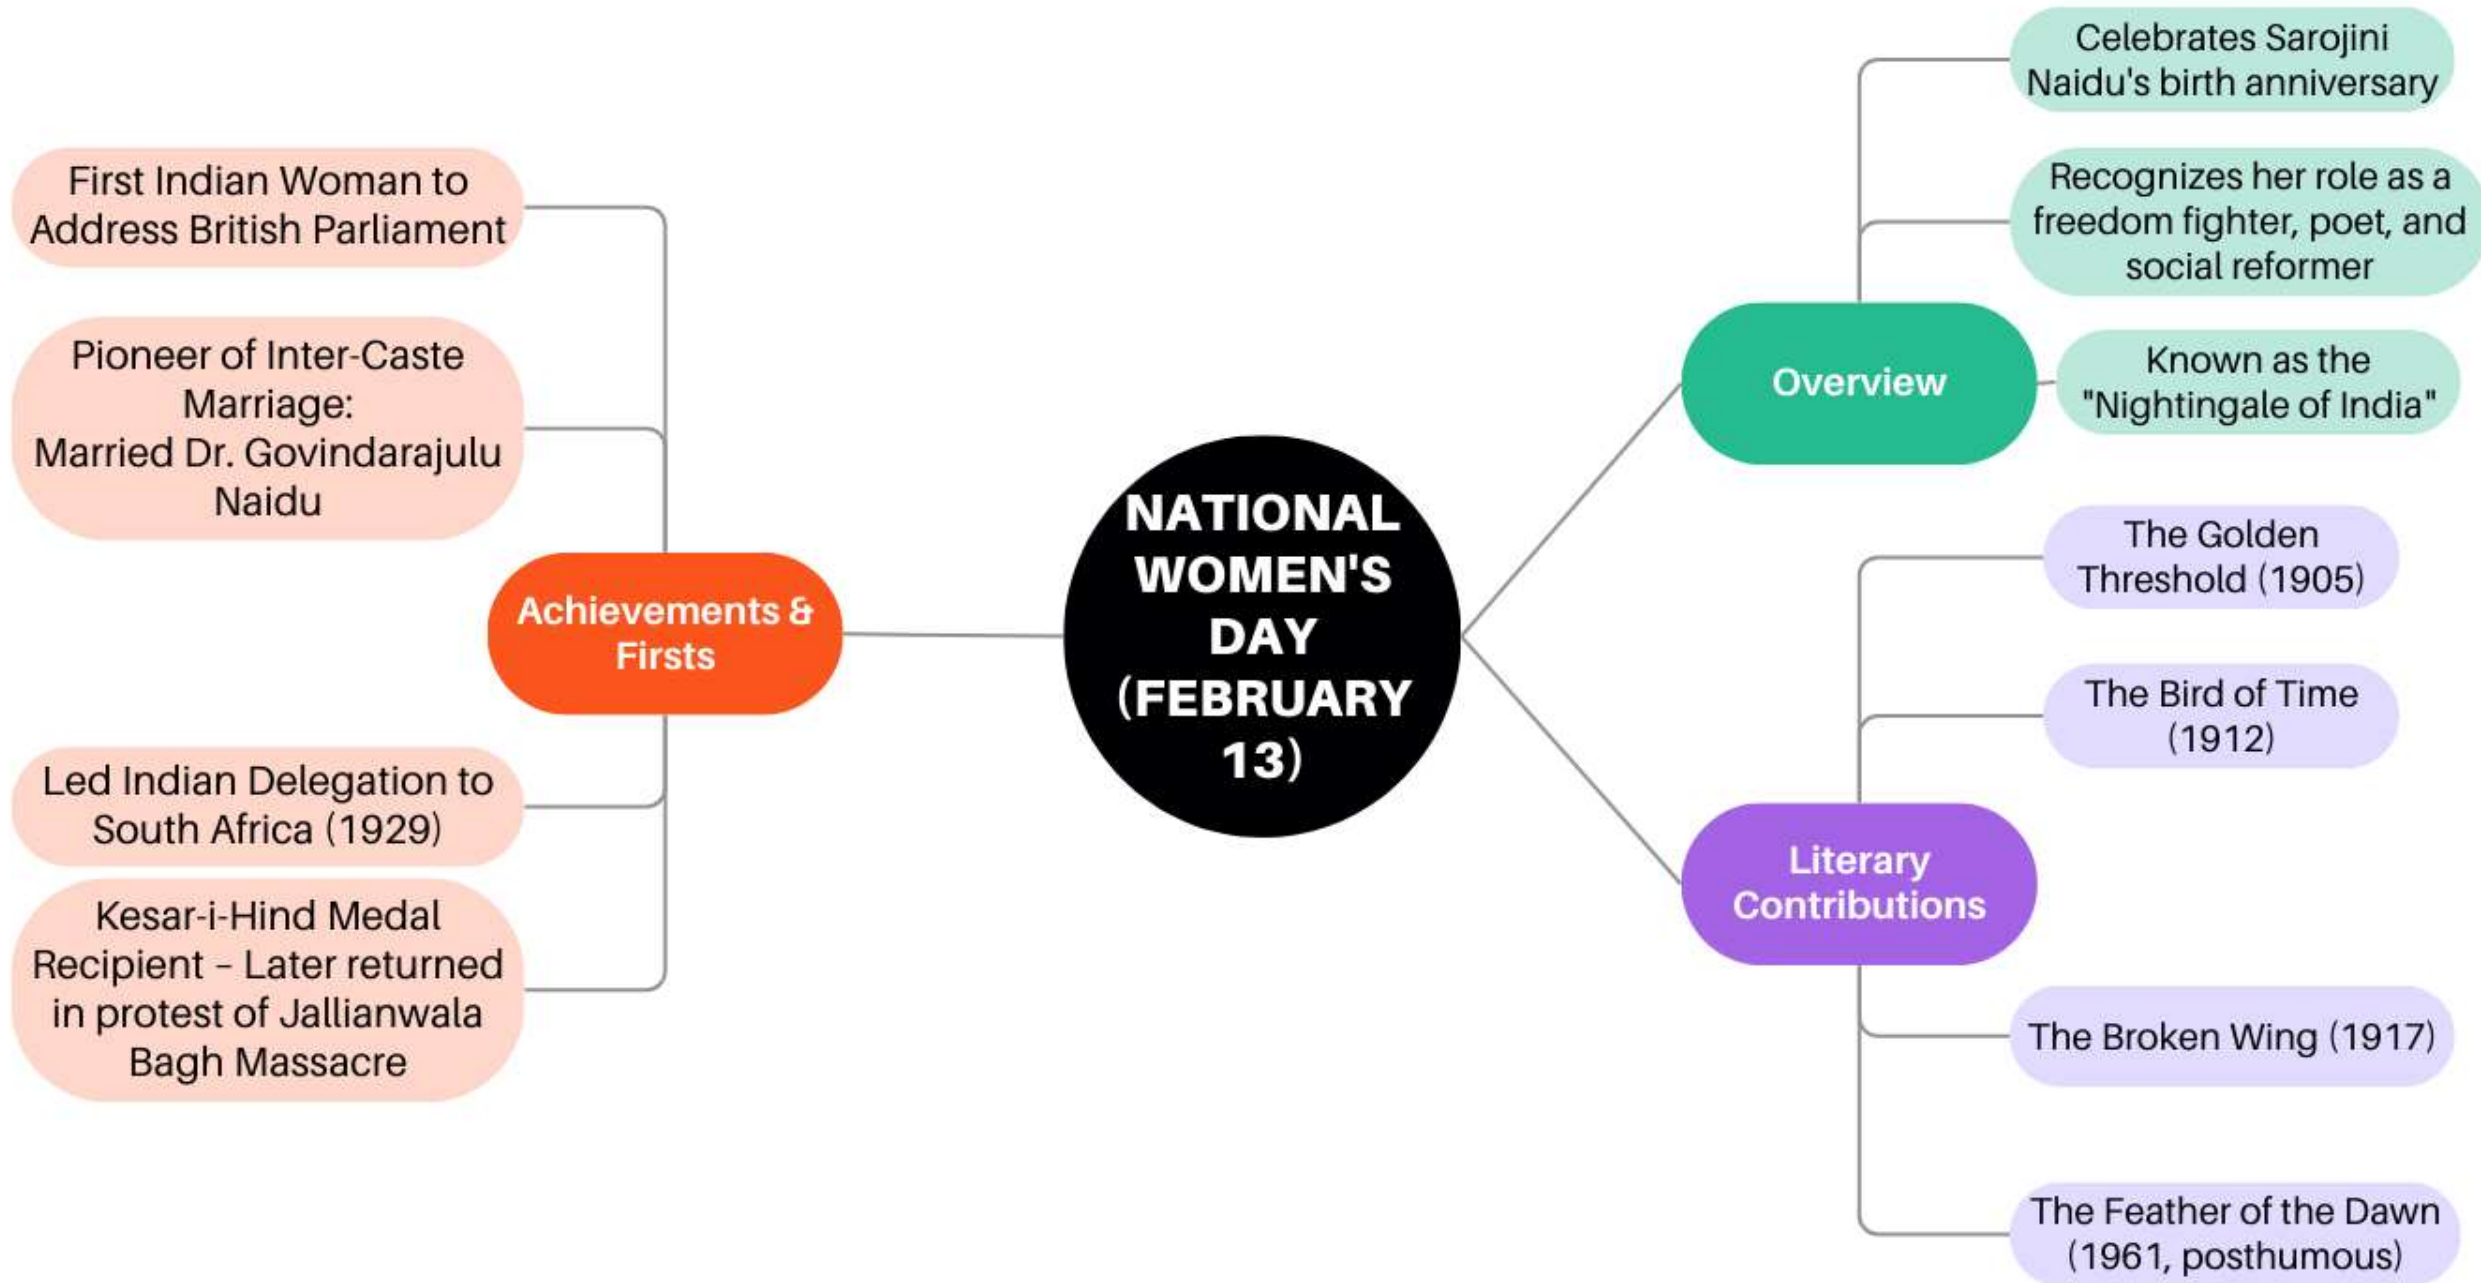 NATIONAL
WOMEN'S
DAY
(FEBRUARY
13)
Overview
Celebrates Sarojini
Naidu's birth anniversary
Recognizes her role as a
freedom fighter, poet, and
social reformer
Known as the
"Nightingale of India"
Literary
Contributions
The Golden
Threshold (1905)
The Bird of Time
(1912)
The Broken Wing (1917)
The Feather of the Dawn
(1961, posthumous)
Achievements &
Firsts
First Indian Woman to
Address British Parliament
Pioneer of Inter-Caste
Marriage:
Married Dr. Govindarajulu
Naidu
Led Indian Delegation to
South Africa (1929)
Kesar-i-Hind Medal
Recipient – Later returned
in protest of Jallianwala
Bagh Massacre